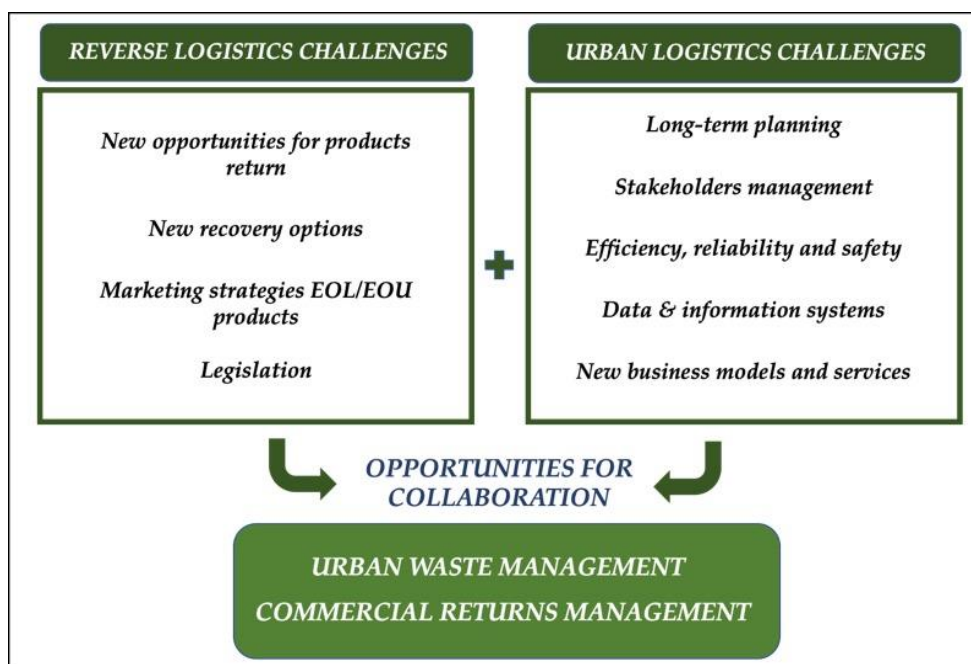 REVERSE LOGISTICS CHALLENGES
New opportunities for products
return
New recovery options
Marketing strategies EOL/EOU
products
Legislation
URBAN LOGISTICS CHALLENGES
Long-term planning
Stakeholders management
Efficiency, reliability and safety
Data & information systems
New business models and services
OPPORTUNITIES FOR
COLLABORATION
URBAN WASTE MANAGEMENT
COMMERCIAL RETURNS MANAGEMENT